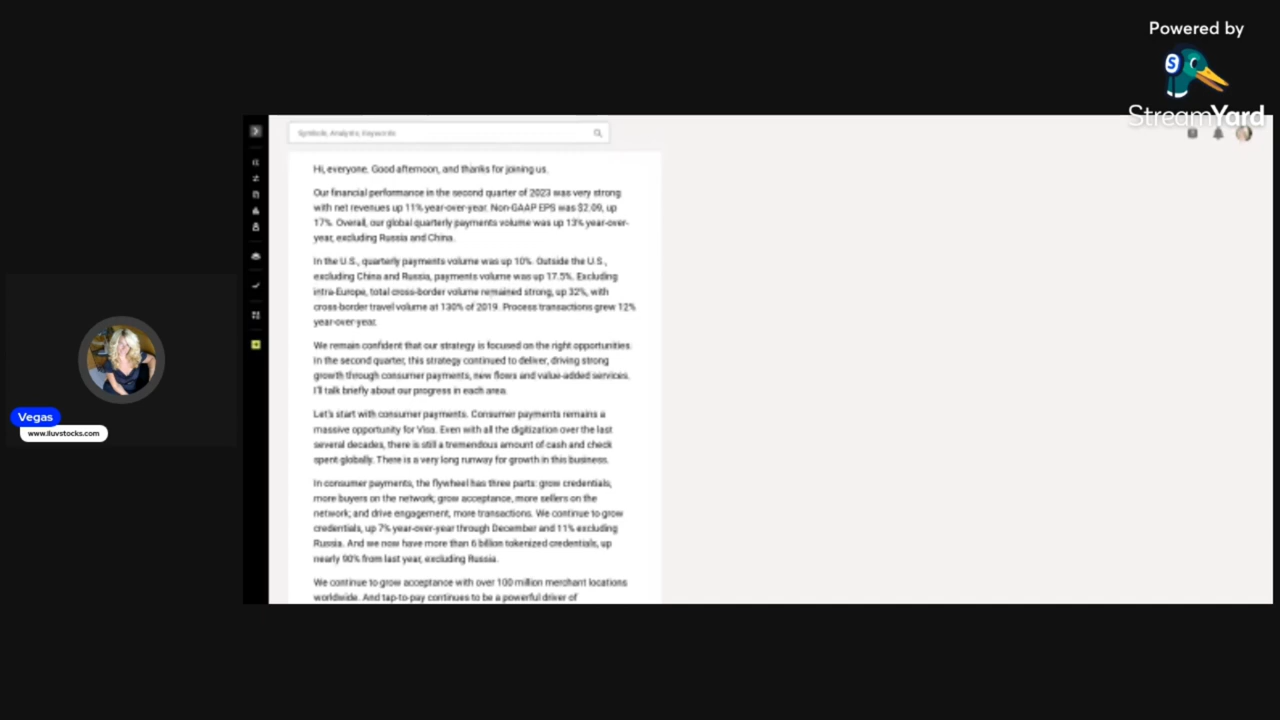 Powered by
S
StreamYard
Symbols, Analysts, Keywords
Hi, everyone. Good afternoon, and thanks for joining us.
Our financial performance in the second quarter of 2023 was very strong
with net revenues up 11% year-over-year. Non-GAAP EPS was $2.09, up
17%. Overall, our global quarterly payments volume was up 13% year-over-
year, excluding Russia and China.
In the U.S., quarterly payments volume was up 10%. Outside the U.S.,
excluding China and Russia, payments volume was up 17.5%. Excluding
intra-Europe, total cross-border volume remained strong, up 32%, with
cross-border travel volume at 130% of 2019. Process transactions grew 12%
year-over-year.
We remain confident that our strategy is focused on the right opportunities.
In the second quarter, this strategy continued to deliver, driving strong
growth through consumer payments, new flows and value-added services.
I'll talk briefly about our progress in each area.
Let's start with consumer payments. Consumer payments remains a
massive opportunity for Visa. Even with all the digitization over the last
several decades, there is still a tremendous amount of cash and check
spent globally. There is a very long runway for growth in this business.
In consumer payments, the flywheel has three parts: grow credentials,
more buyers on the network; grow acceptance, more sellers on the
network; and drive engagement, more transactions. We continue to grow
credentials, up 7% year-over-year through December and 11% excluding
Russia. And we now have more than 6 billion tokenized credentials, up
nearly 90% from last year, excluding Russia.
We continue to grow acceptance with over 100 million merchant locations
worldwide. And tap-to-pay continues to be a powerful driver of
Vegas
www.iluvstocks.com